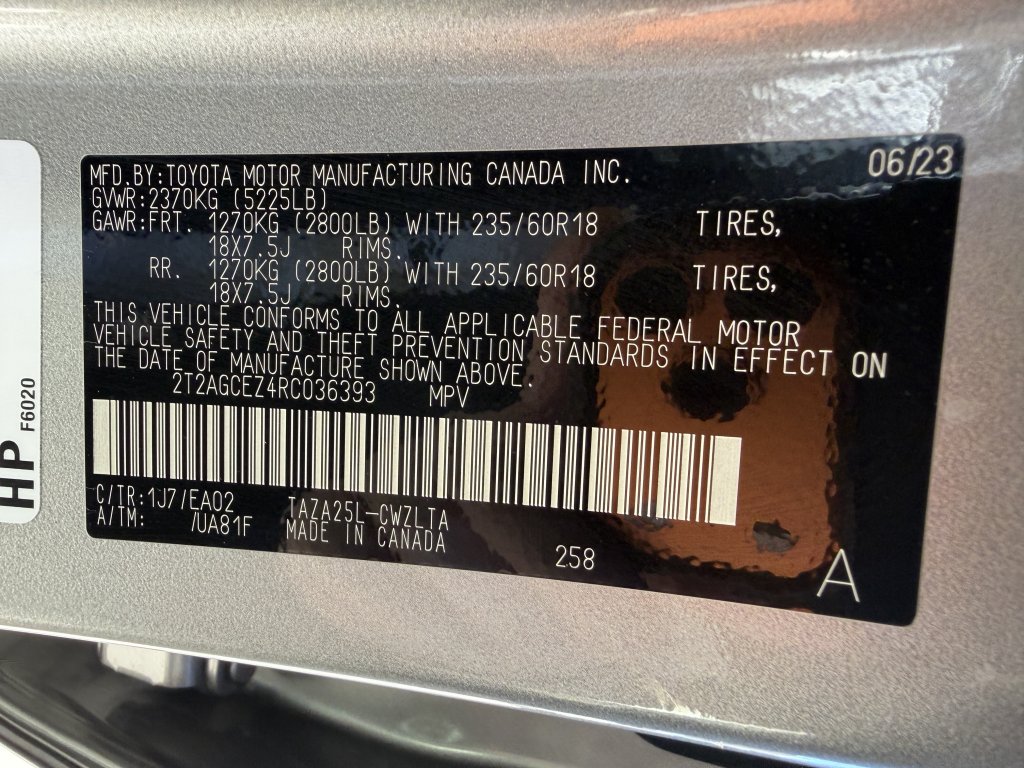 MFD.BY:TOYOTA MOTOR MANUFACTURING CANADA INC. 06/23
GVWR:2370KG (5225LB)
GAWR:FRT. 1270KG (2800LB) WITH 235/60R18 TIRES,
18X7.5J RIMS.
RR. 1270KG (2800LB) WITH 235/60R18 TIRES,
18X7.5J RIMS.
THIS VEHICLE CONFORMS TO ALL APPLICABLE FEDERAL MOTOR
VEHICLE SAFETY AND THEFT PREVENTION STANDARDS IN EFFECT ON
THE DATE OF MANUFACTURE SHOWN ABOVE.
2T2AGCEZ4RC036393 MPV
C/TR:1J7/EA02 TAZA25L-CWZLTA
A/TM: /UA81F MADE IN CANADA
258
A
HP
F6020